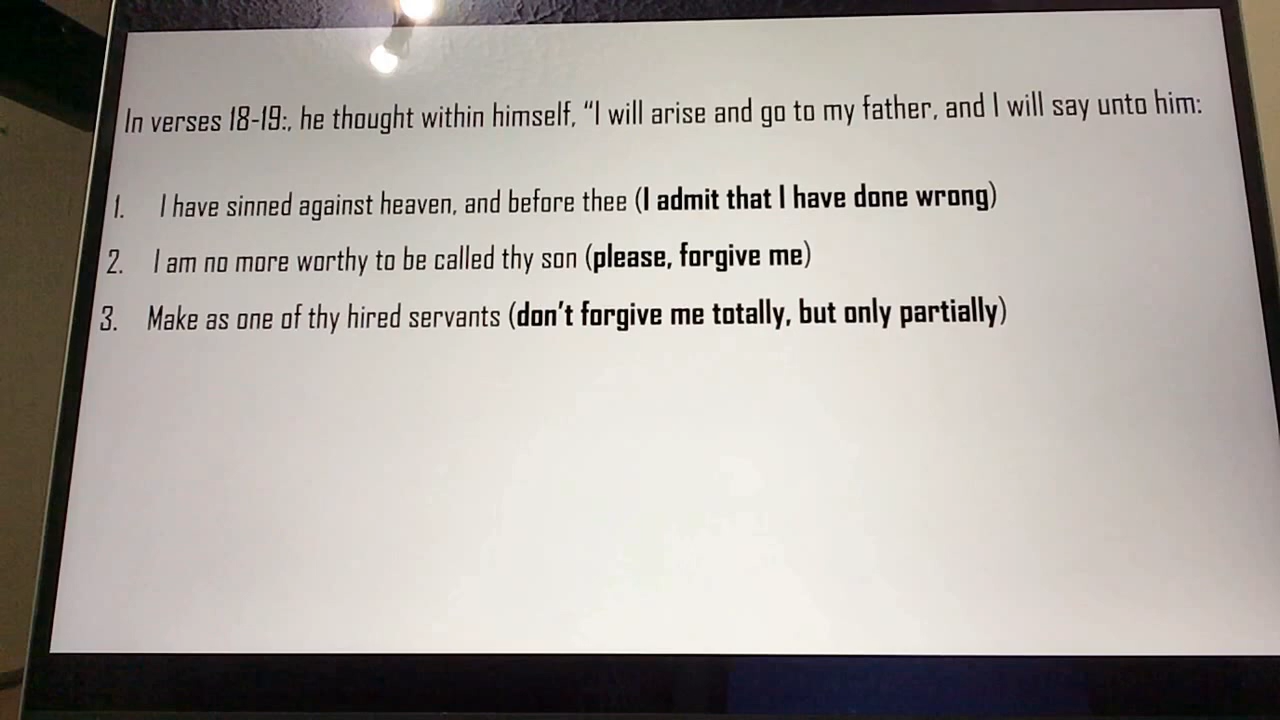 In verses 18-19:, he thought within himself, “I will arise and go to my father, and I will say unto him:
1. I have sinned against heaven, and before thee (I admit that I have done wrong)
2. I am no more worthy to be called thy son (please, forgive me)
3. Make as one of thy hired servants (don’t forgive me totally, but only partially)